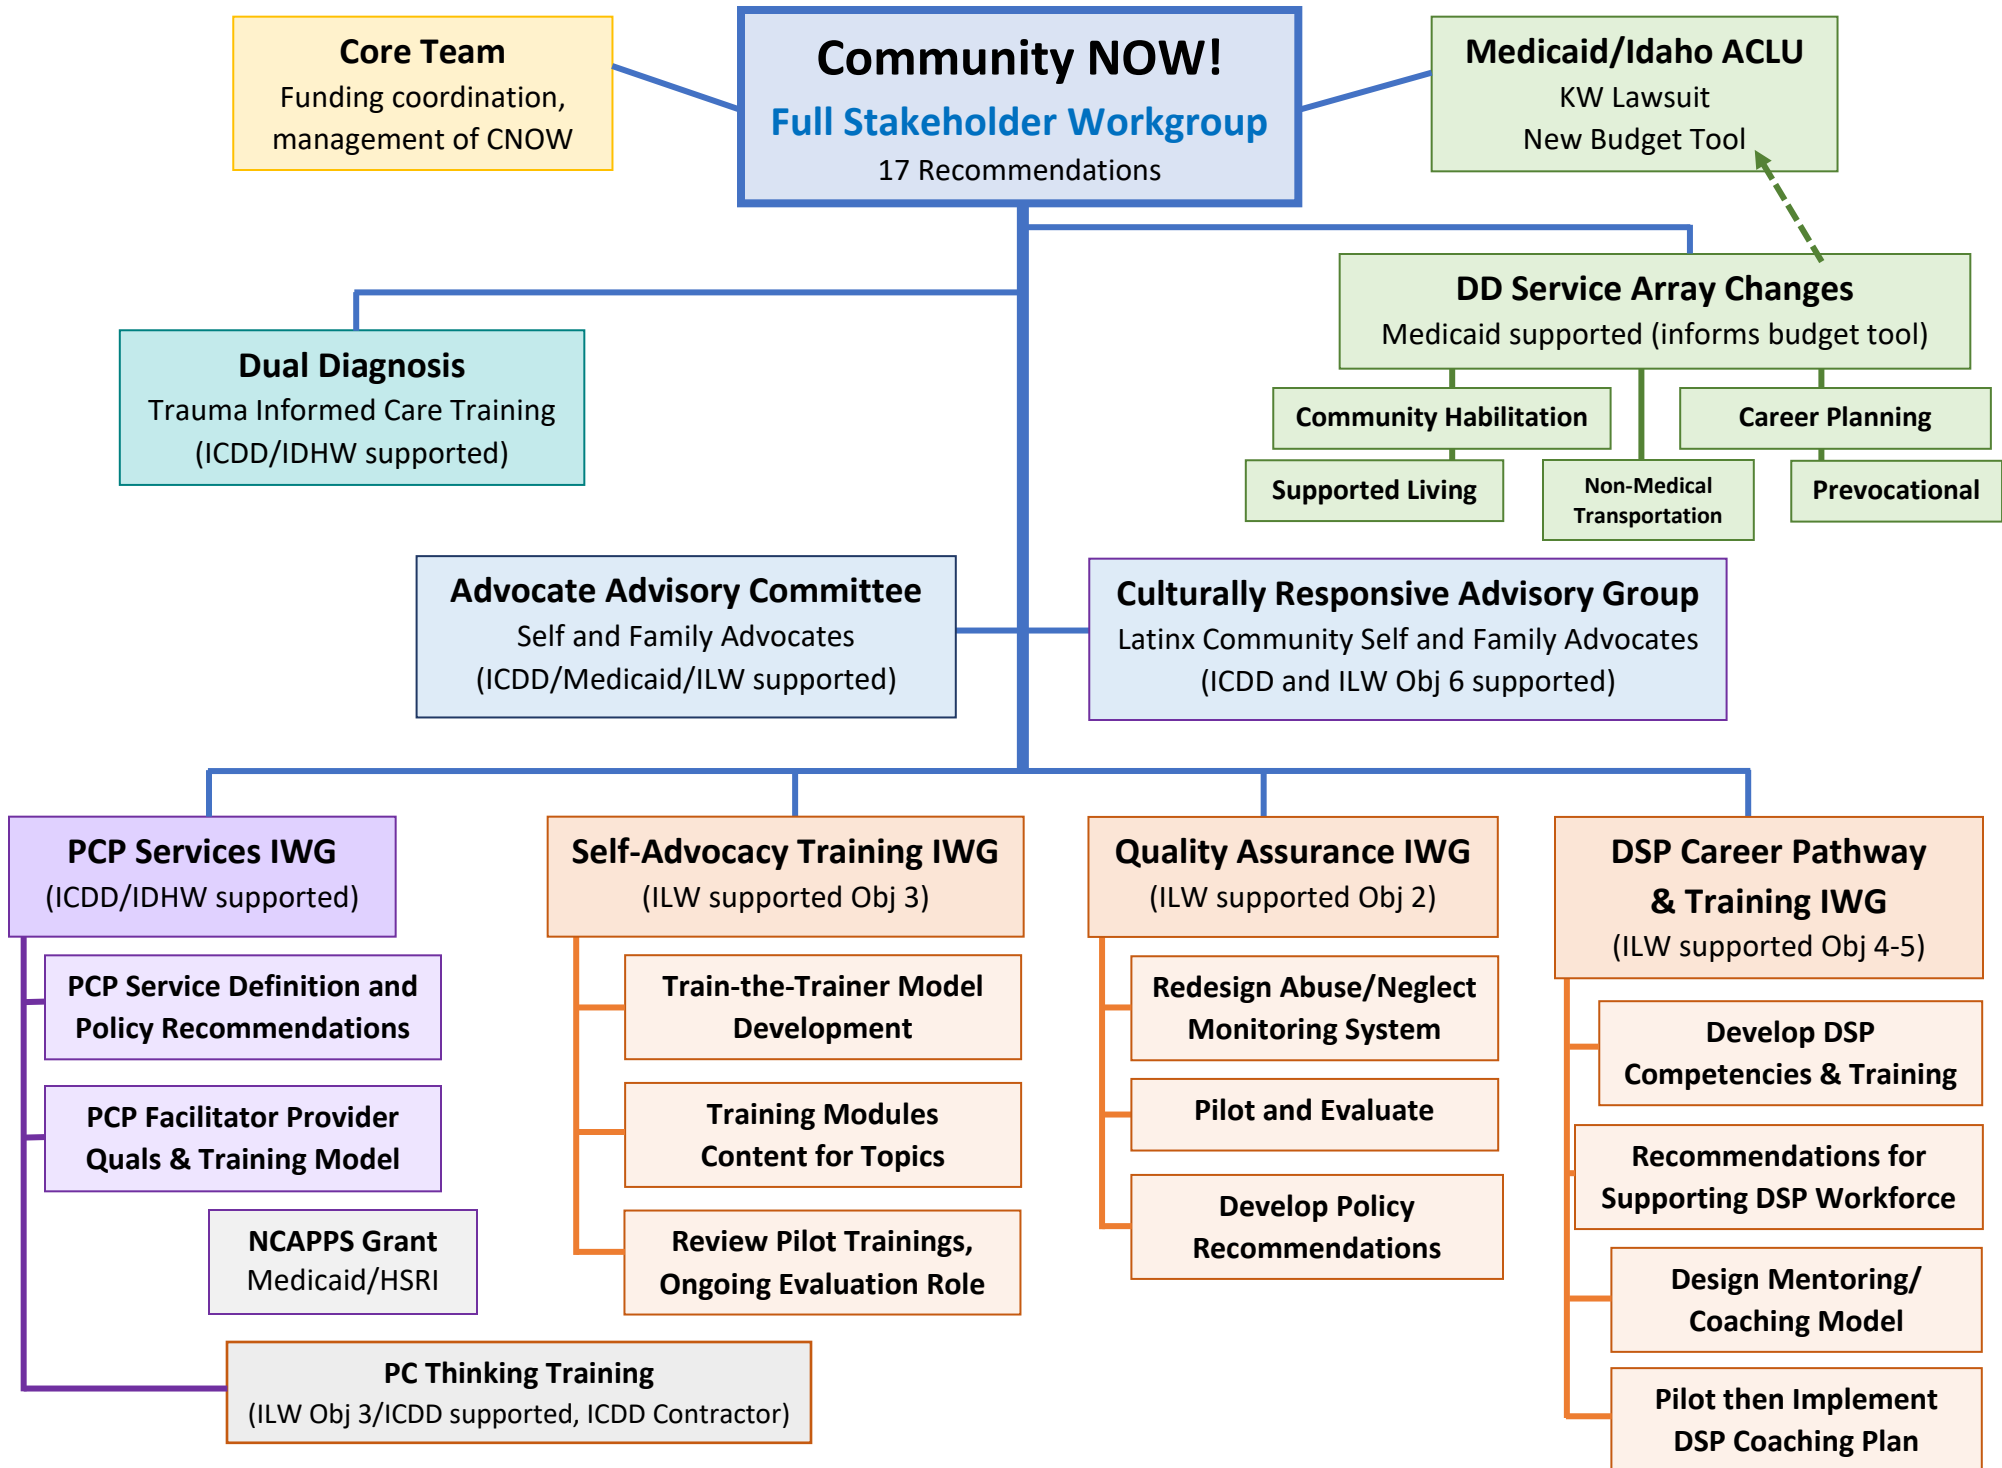 Core Team
Funding coordination,
management of CNOW
Community NOW!
Full Stakeholder Workgroup
17 Recommendations
Medicaid/Idaho ACLU
KW Lawsuit
New Budget Tool
DD Service Array Changes
Medicaid supported (informs budget tool)
Community Habilitation
Career Planning
Supported Living
Non-Medical
Transportation
Prevocational
Dual Diagnosis
Trauma Informed Care Training
(ICDD/IDHW supported)
Advocate Advisory Committee
Self and Family Advocates
(ICDD/Medicaid/ILW supported)
Culturally Responsive Advisory Group
Latinx Community Self and Family Advocates
(ICDD and ILW Obj 6 supported)
PCP Services IWG
(ICDD/IDHW supported)
PCP Service Definition and
Policy Recommendations
PCP Facilitator Provider
Quals & Training Model
NCAPPS Grant
Medicaid/HSRI
PC Thinking Training
(ILW Obj 3/ICDD supported, ICDD Contractor)
Self-Advocacy Training IWG
(ILW supported Obj 3)
Train-the-Trainer Model
Development
Training Modules
Content for Topics
Review Pilot Trainings,
Ongoing Evaluation Role
Quality Assurance IWG
(ILW supported Obj 2)
Redesign Abuse/Neglect
Monitoring System
Pilot and Evaluate
Develop Policy
Recommendations
DSP Career Pathway
& Training IWG
(ILW supported Obj 4-5)
Develop DSP
Competencies & Training
Recommendations for
Supporting DSP Workforce
Design Mentoring/
Coaching Model
Pilot then Implement
DSP Coaching Plan